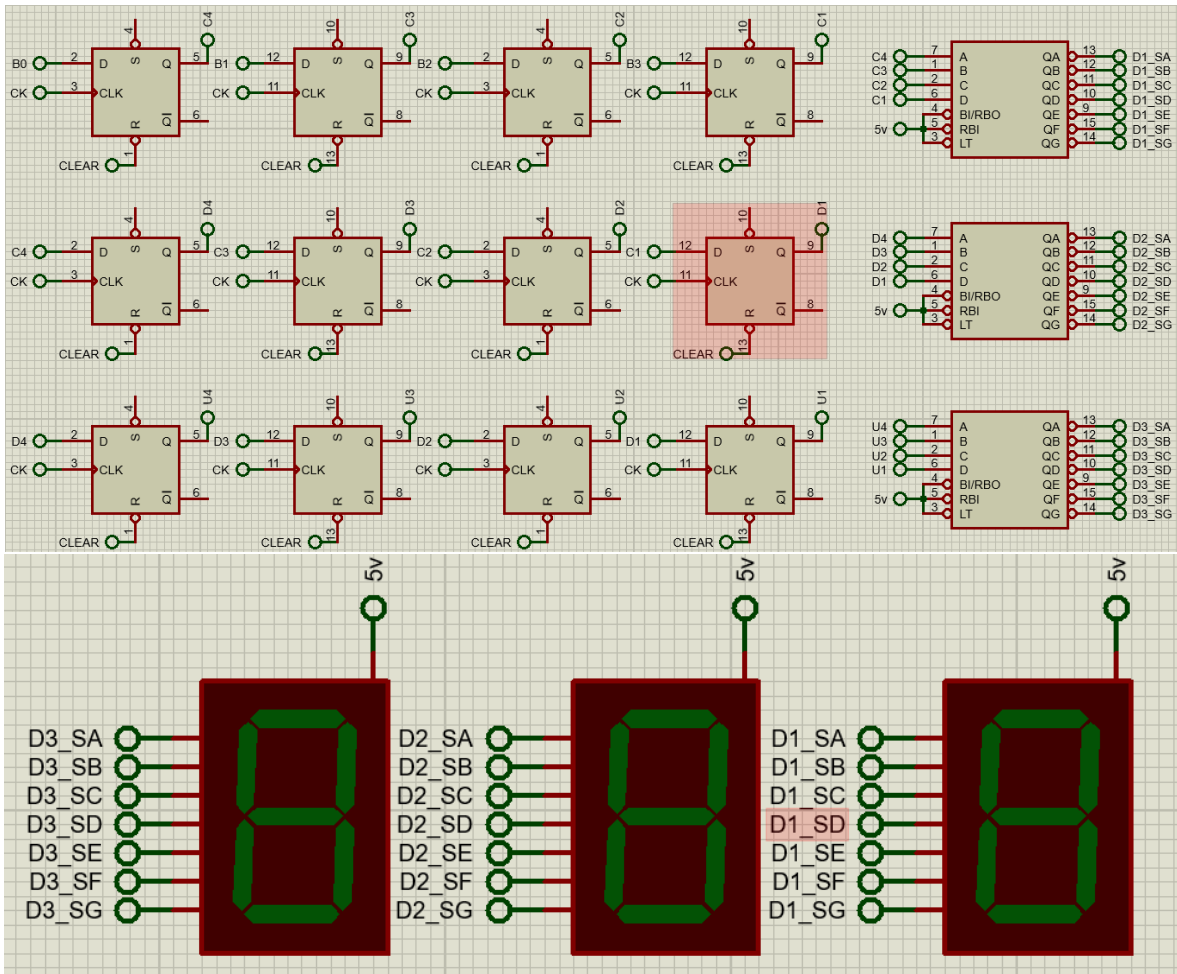 4 C4 10 C3 4 C2 10 C1
B0 2 D S Q 5 B1 12 D S Q 9 B2 2 D S Q 5 B3 12 D S Q 9
CK 3 CLK CK 11 CLK CK 3 CLK CK 11 CLK
R QI 6 R QI 8 R QI 6 R QI 8
CLEAR 1 CLEAR 13 CLEAR 1 CLEAR 13
C4 7 A QA 13 D1_SA
C3 1 B QB 12 D1_SB
C2 2 C QC 11 D1_SC
C1 6 D QD 10 D1_SD
4 BI/RBO QE 9 D1_SE
5v 5 RBI QF 15 D1_SF
3 LT QG 14 D1_SG
4 D4 10 D3 4 D2 10 D1
C4 2 D S Q 5 C3 12 D S Q 9 C2 2 D S Q 5 C1 12 D S Q 9
CK 3 CLK CK 11 CLK CK 3 CLK CK 11 CLK
R QI 6 R QI 8 R QI 6 R QI 8
CLEAR 1 CLEAR 13 CLEAR 1 CLEAR 13
D4 7 A QA 13 D2_SA
D3 1 B QB 12 D2_SB
D2 2 C QC 11 D2_SC
D1 6 D QD 10 D2_SD
4 BI/RBO QE 9 D2_SE
5v 5 RBI QF 15 D2_SF
3 LT QG 14 D2_SG
4 U4 10 U3 4 U2 10 U1
D4 2 D S Q 5 D3 12 D S Q 9 D2 2 D S Q 5 D1 12 D S Q 9
CK 3 CLK CK 11 CLK CK 3 CLK CK 11 CLK
R QI 6 R QI 8 R QI 6 R QI 8
CLEAR 1 CLEAR 13 CLEAR 1 CLEAR 13
U4 7 A QA 13 D3_SA
U3 1 B QB 12 D3_SB
U2 2 C QC 11 D3_SC
U1 6 D QD 10 D3_SD
4 BI/RBO QE 9 D3_SE
5v 5 RBI QF 15 D3_SF
3 LT QG 14 D3_SG
5v 5v 5v
D3_SA D2_SA D1_SA
D3_SB D2_SB D1_SB
D3_SC D2_SC D1_SC
D3_SD D2_SD D1_SD
D3_SE D2_SE D1_SE
D3_SF D2_SF D1_SF
D3_SG D2_SG D1_SG